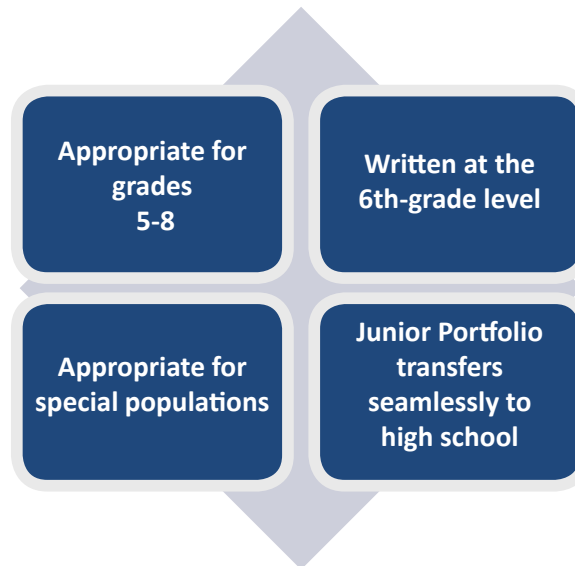 Appropriate for
grades
5-8
Written at the
6th-grade level
Appropriate for
special populations
Junior Portfolio
transfers
seamlessly to
high school